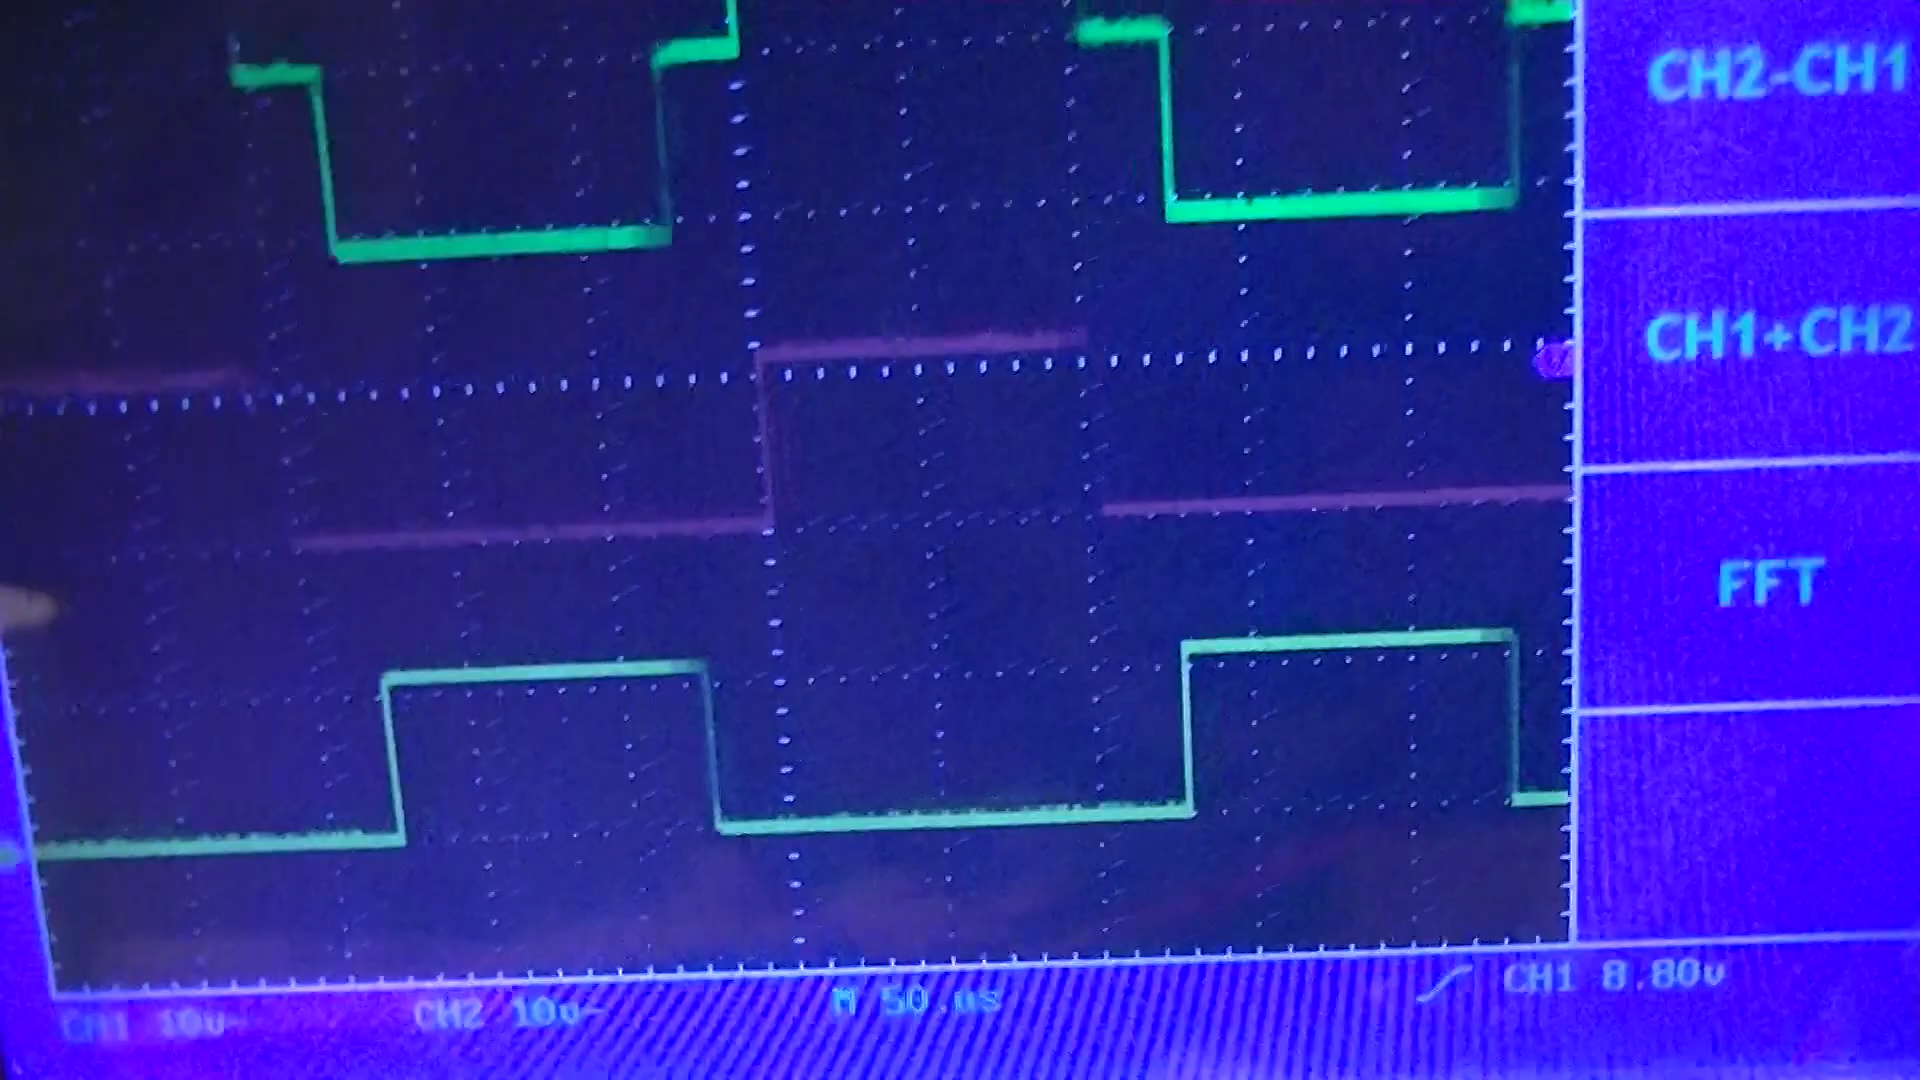 CH2-CH1
CH1+CH2
FFT
CH1 8.80v
CH1 10v~ CH2 10v~ M 50.us